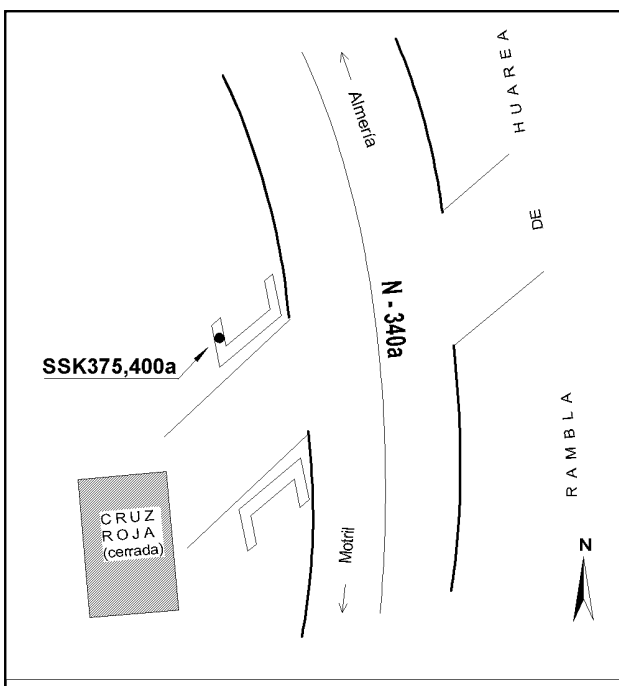 HUAREA
Almería
DE
N - 340a
SSK375,400a
RAMBLA
CRUZ
ROJA
(cerrada)
Motril
N